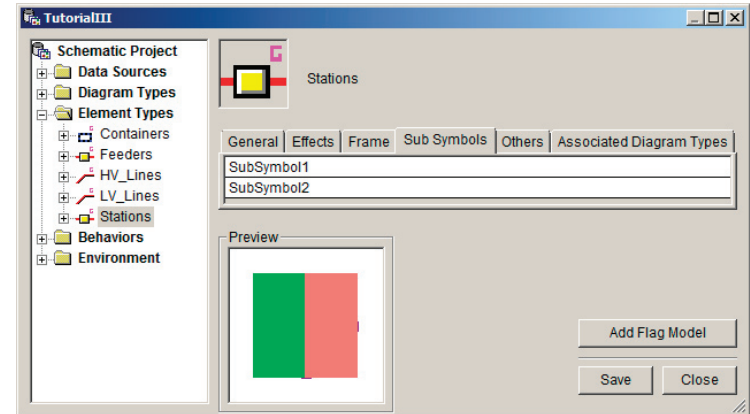 TutorialIII
Schematic Project
Data Sources
Diagram Types
Element Types
Containers
Feeders
HV_Lines
LV_Lines
Stations
Behaviors
Environment
G
Stations
General Effects Frame Sub Symbols Others Associated Diagram Types
SubSymbol1
SubSymbol2
Preview
Add Flag Model
Save Close